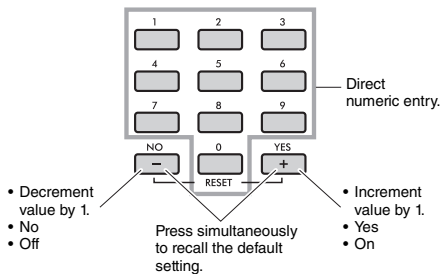 1 2 3
4 5 6
Direct
numeric entry.
7 8 9
NO 0 YES
– +
RESET
• Decrement
value by 1.
• No
• Off
Press simultaneously
to recall the default
setting.
• Increment
value by 1.
• Yes
• On